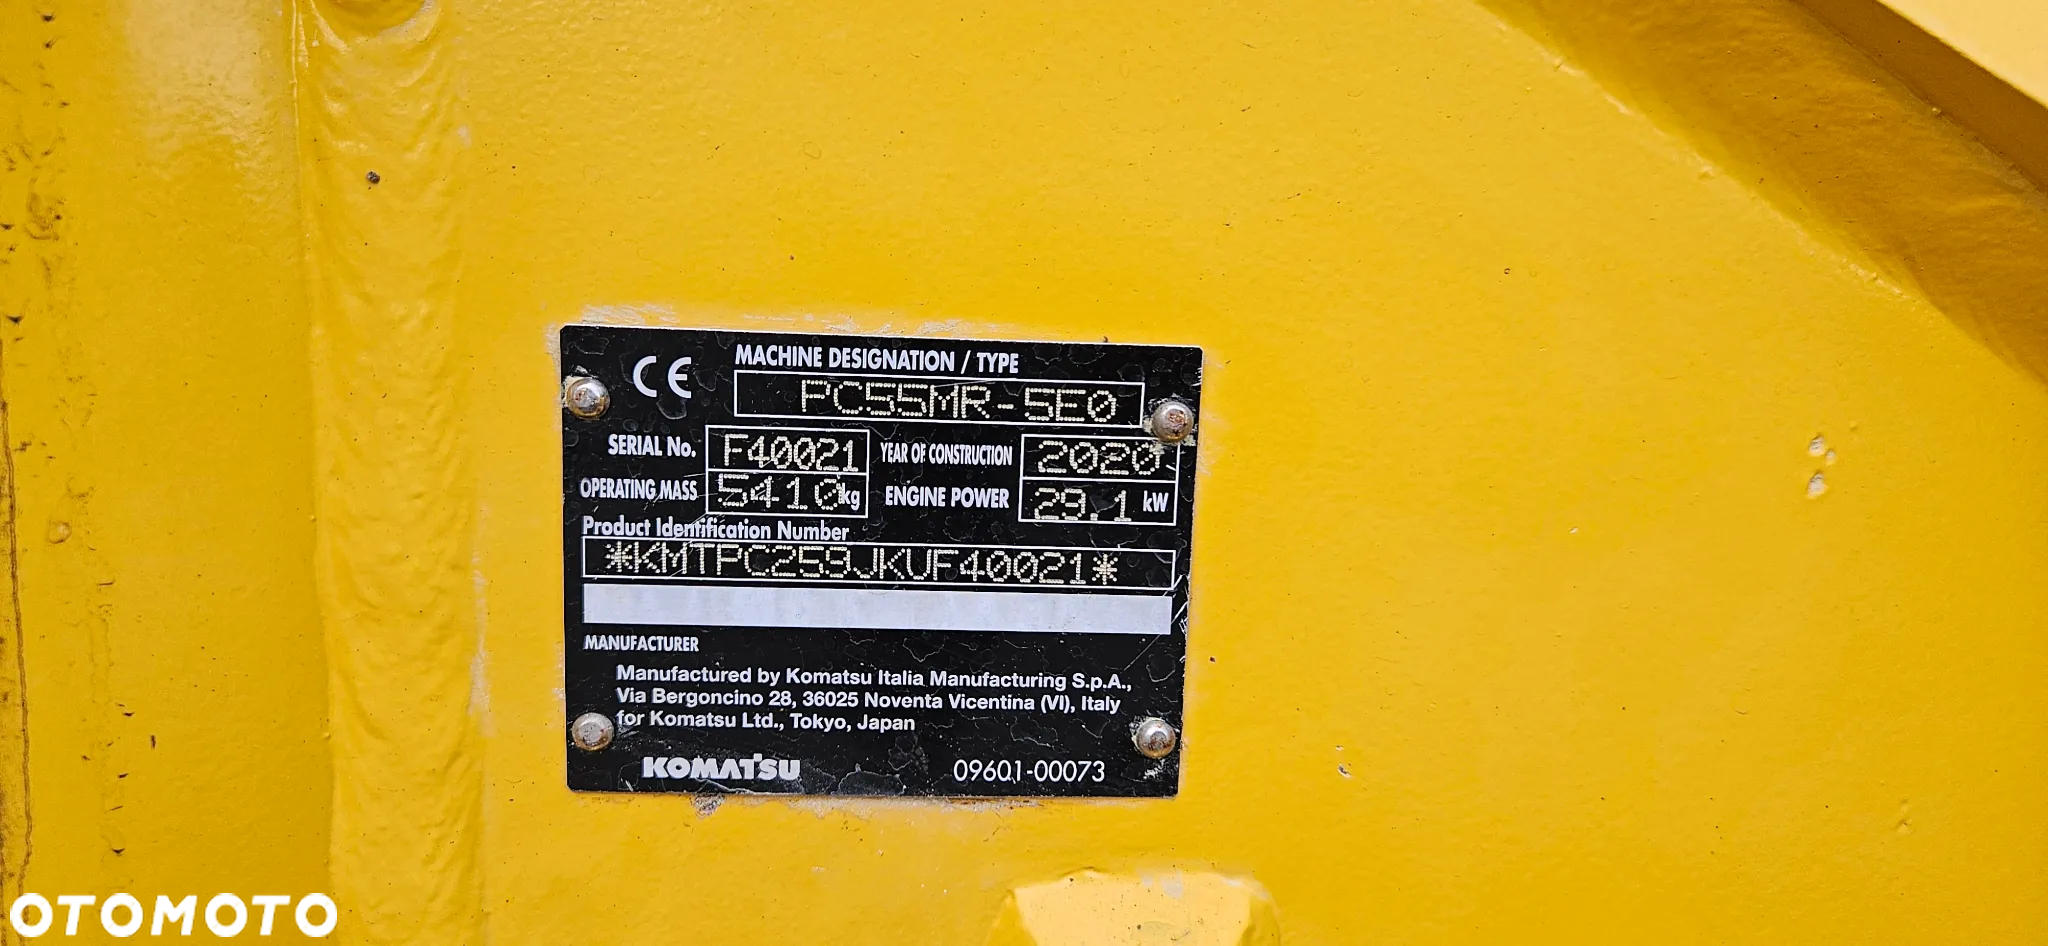 CE MACHINE DESIGNATION / TYPE
PC55MR-5E0
SERIAL No. F40021 YEAR OF CONSTRUCTION 2020
OPERATING MASS 5410 kg ENGINE POWER 29.1 kW
Product Identification Number
*KMTPC259JKVF40021*
MANUFACTURER
Manufactured by Komatsu Italia Manufacturing S.p.A.,
Via Bergoncino 28, 36025 Noventa Vicentina (VI), Italy
for Komatsu Ltd., Tokyo, Japan
KOMATSU 09601-00073
OTOMOTO